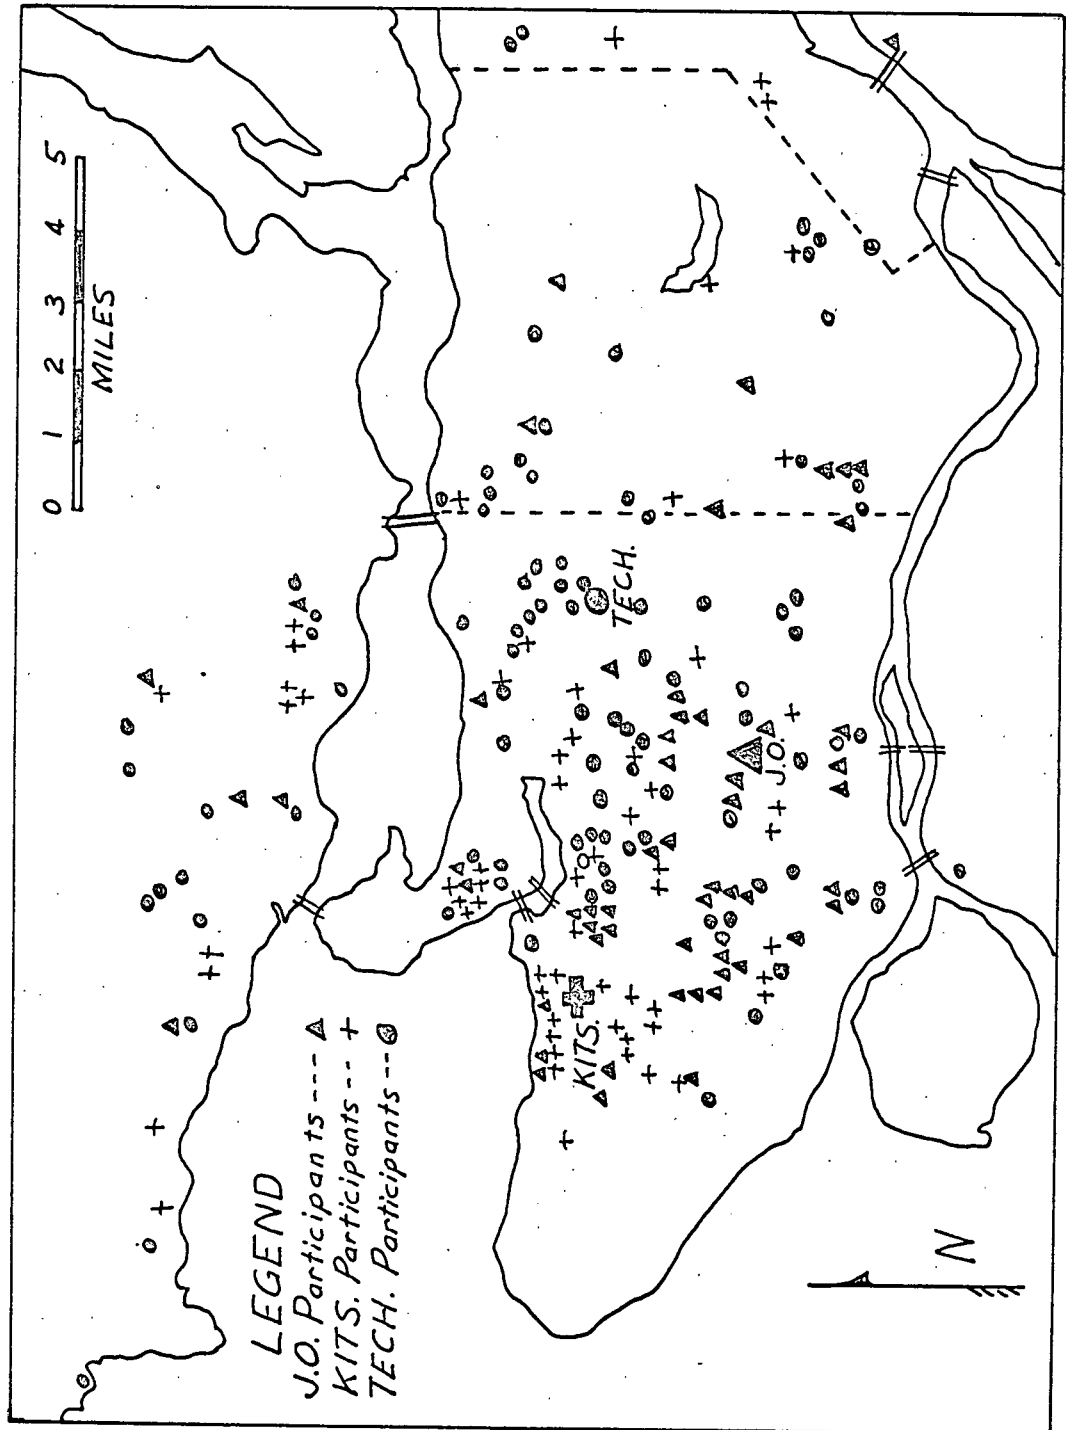 0 1 2 3 4 5
MILES
LEGEND
J.O. Participants ---
KITS. Participants --
TECH. Participants --
KITS.
TECH.
J.O.
N